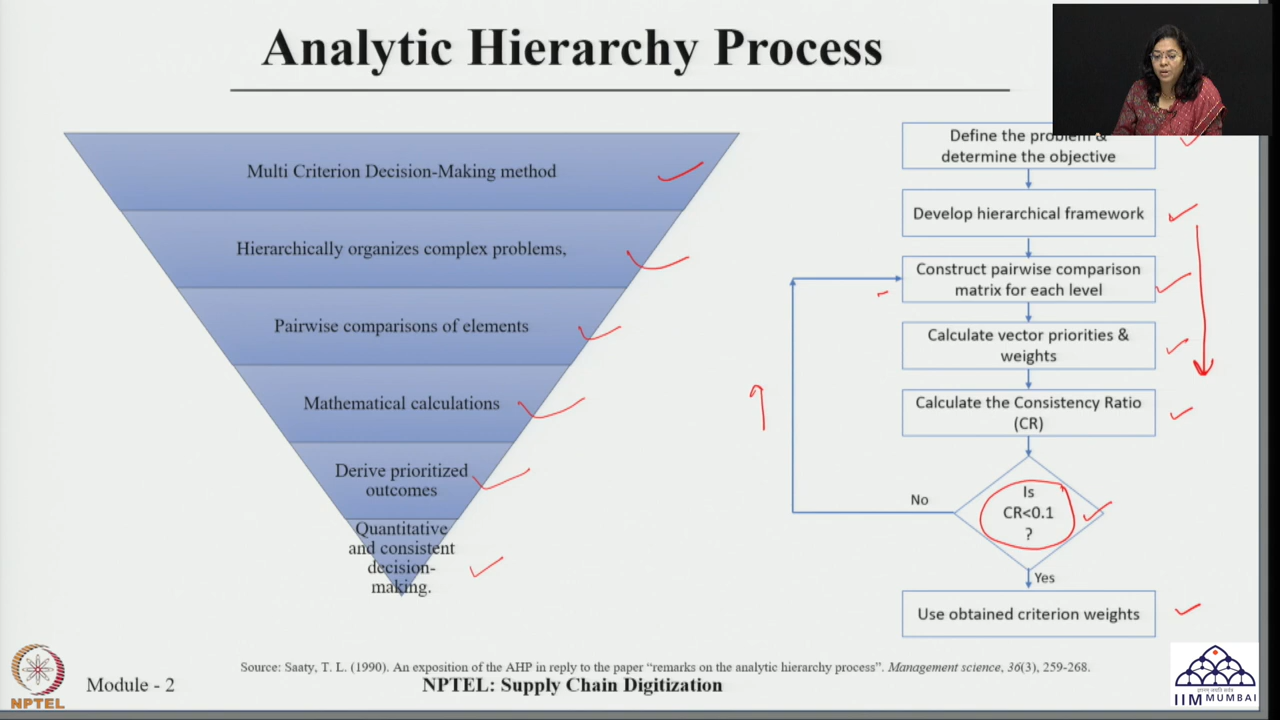 Analytic Hierarchy Process
Multi Criterion Decision-Making method
Hierarchically organizes complex problems,
Pairwise comparisons of elements
Mathematical calculations
Derive prioritized
outcomes
Quantitative
and consistent
decision-
making.
Define the problem &
determine the objective
Develop hierarchical framework
Construct pairwise comparison
matrix for each level
Calculate vector priorities &
weights
Calculate the Consistency Ratio
(CR)
Is
CR<0.1
?
No
Yes
Use obtained criterion weights
Source: Saaty, T. L. (1990). An exposition of the AHP in reply to the paper “remarks on the analytic hierarchy process”. Management science, 36(3), 259-268.
Module - 2
NPTEL: Supply Chain Digitization
NPTEL
IIM MUMBAI